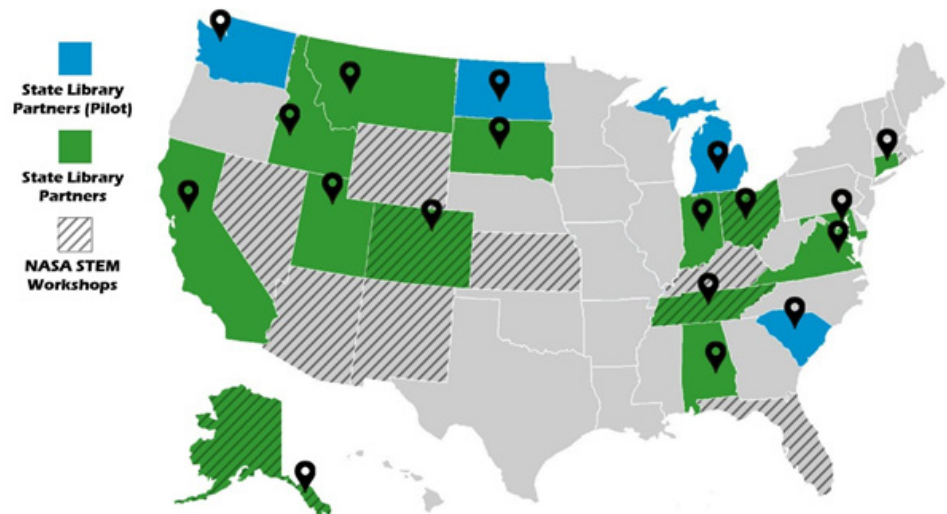 State Library
Partners (Pilot)
State Library
Partners
NASA STEM
Workshops